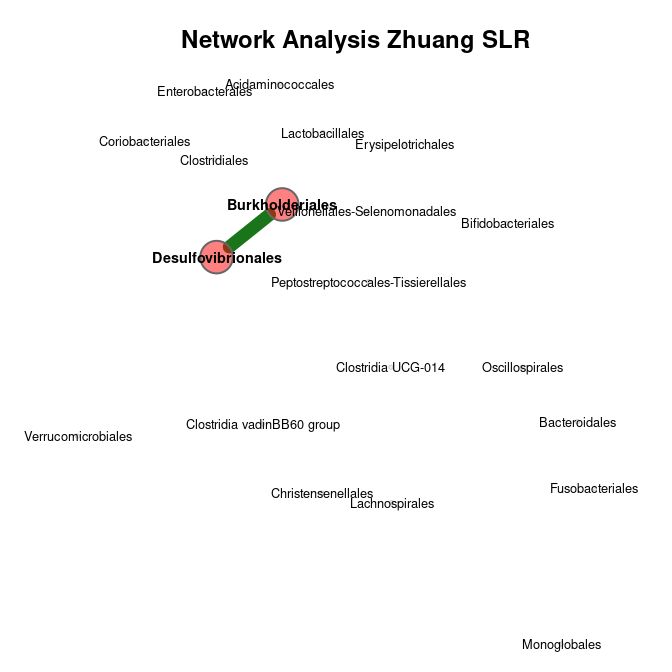 Network Analysis Zhuang SLR
Acidaminococcales
Enterobacterales
Lactobacillales
Coriobacteriales
Erysipelotrichales
Clostridiales
Burkholderiales
Veillonellales-Selenomonadales
Bifidobacteriales
Desulfovibrionales
Peptostreptococcales-Tissierellales
Clostridia UCG-014
Oscillospirales
Bacteroidales
Clostridia vadinBB60 group
Verrucomicrobiales
Fusobacteriales
Christensenellales
Lachnospirales
Monoglobales